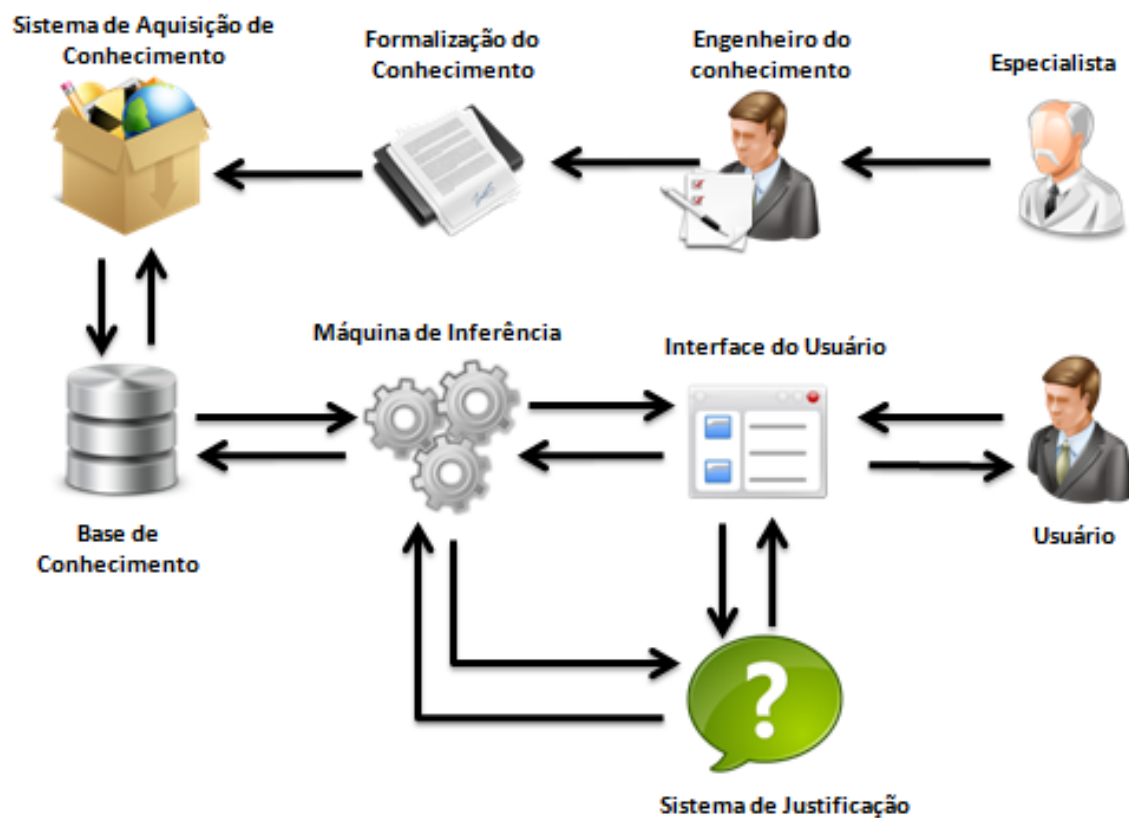 Sistema de Aquisição de
Conhecimento
Formalização do
Conhecimento
Engenheiro do
conhecimento
Especialista
Máquina de Inferência
Interface do Usuário
Base de
Conhecimento
Usuário
?
Sistema de Justificação